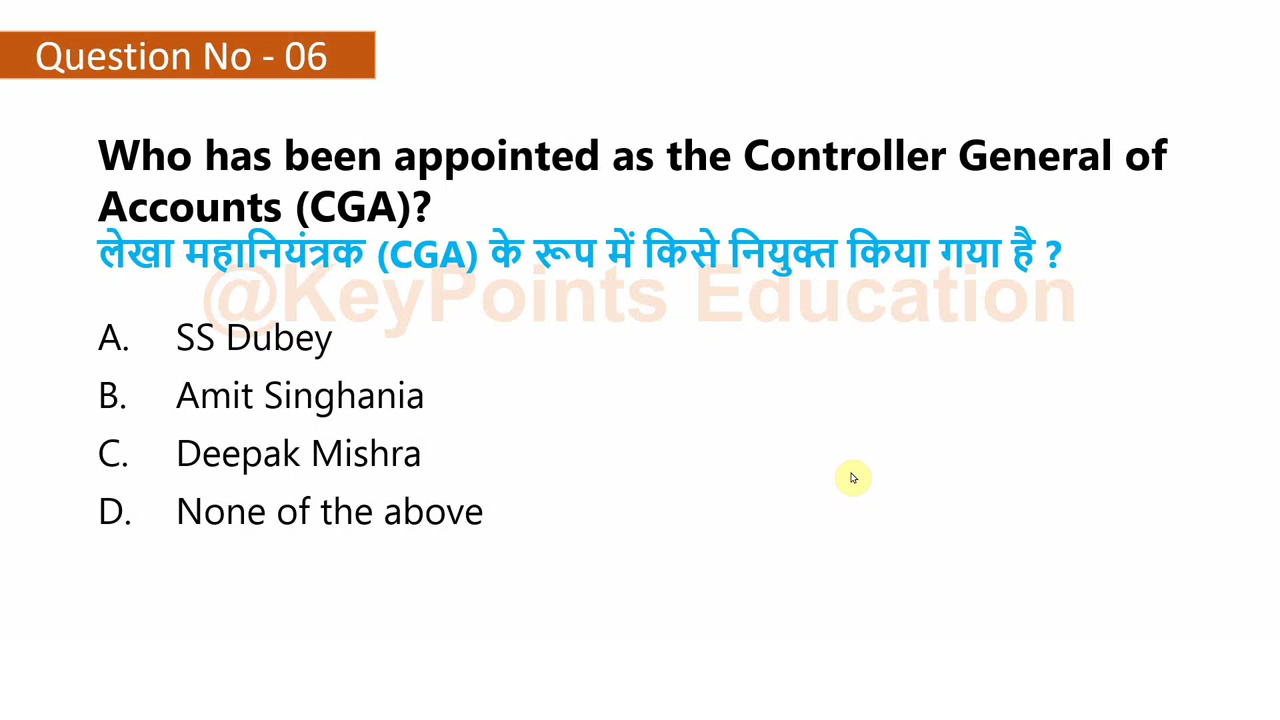 Question No - 06
Who has been appointed as the Controller General of
Accounts (CGA)?
लेखा महानियंत्रक (CGA) के रूप में किसे नियुक्त किया गया है ?
@KeyPoints Education
A. SS Dubey
B. Amit Singhania
C. Deepak Mishra
D. None of the above